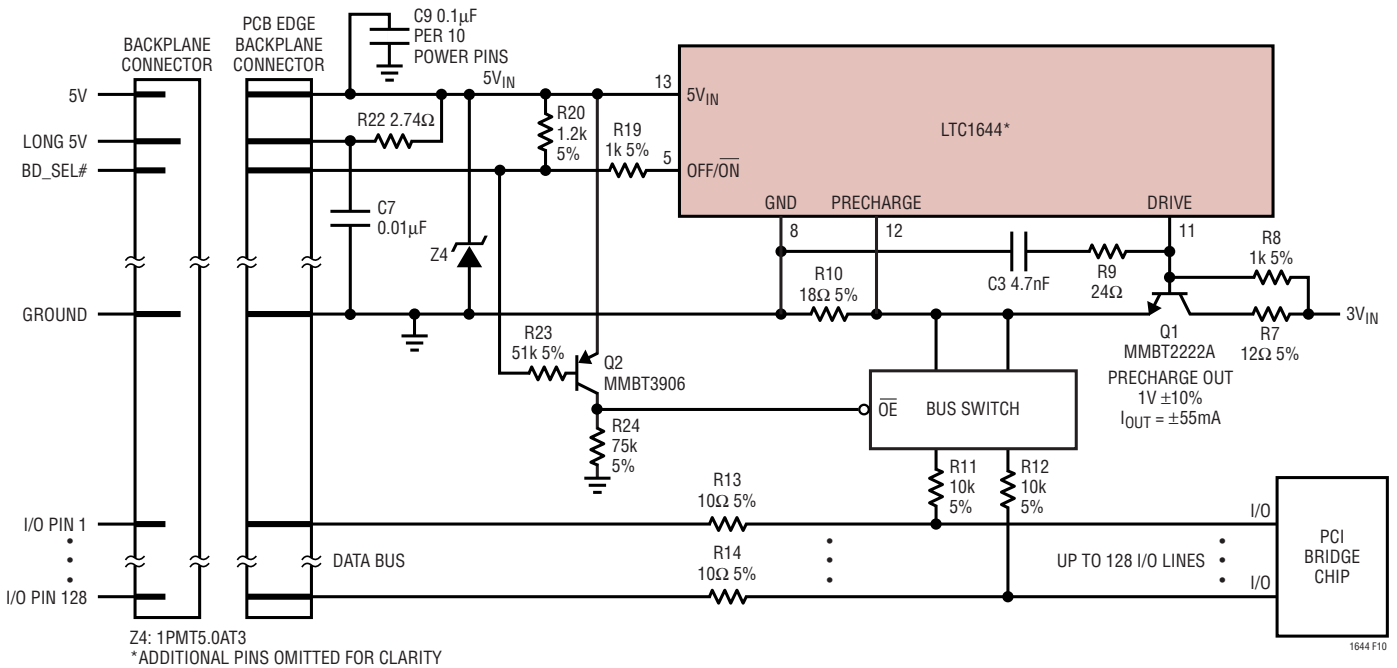 BACKPLANE
CONNECTOR
PCB EDGE
BACKPLANE
CONNECTOR
C9 0.1µF
PER 10
POWER PINS
5V
LONG 5V
BD_SEL#
GROUND
I/O PIN 1
I/O PIN 128
R22 2.74Ω
C7
0.01µF
5VIN
Z4
R20
1.2k
5%
R19
1k 5%
13
5
5VIN
OFF/ON
LTC1644*
GND
PRECHARGE
DRIVE
8
12
11
R10
18Ω 5%
C3 4.7nF
R9
24Ω
R8
1k 5%
3VIN
R7
12Ω 5%
Q1
MMBT2222A
PRECHARGE OUT
1V ±10%
IOUT = ±55mA
R23
51k 5%
Q2
MMBT3906
R24
75k
5%
OE
BUS SWITCH
R11
10k
5%
R12
10k
5%
R13
10Ω 5%
R14
10Ω 5%
DATA BUS
UP TO 128 I/O LINES
I/O
I/O
PCI
BRIDGE
CHIP
Z4: 1PMT5.0AT3
*ADDITIONAL PINS OMITTED FOR CLARITY
1644 F10